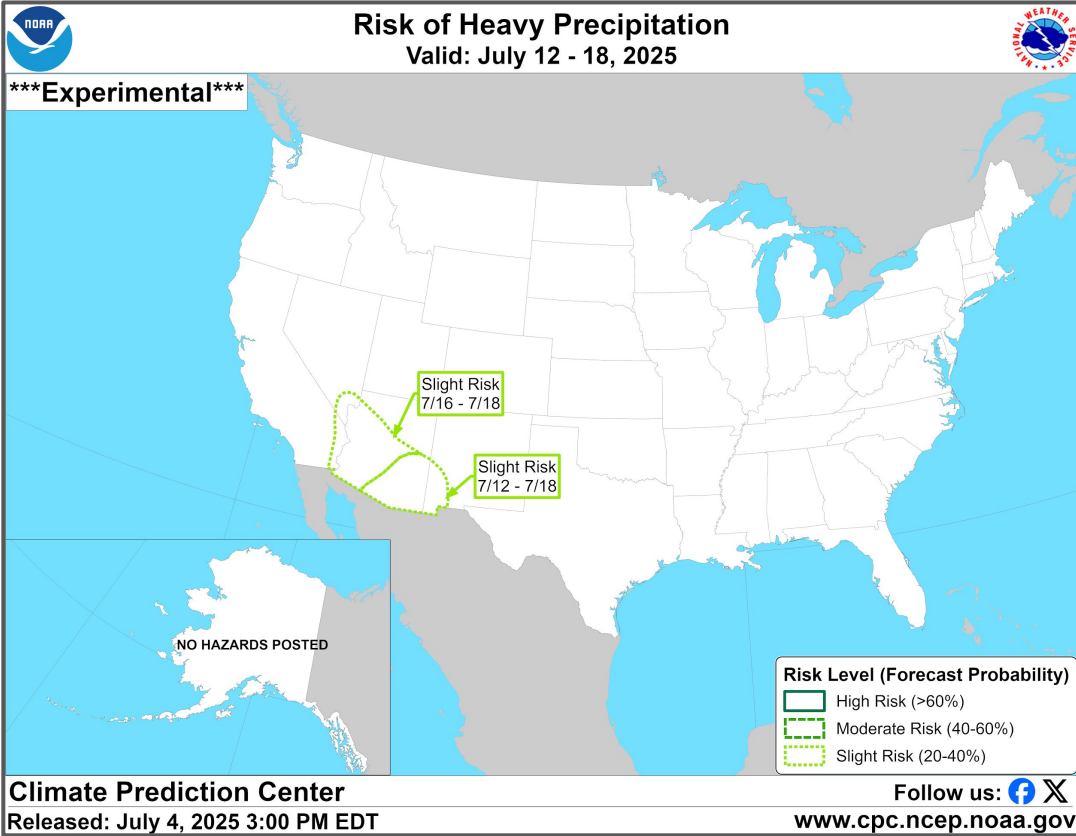 NOAA
Risk of Heavy Precipitation
Valid: July 12 - 18, 2025
NATIONAL WEATHER SERVICE
***Experimental***
Slight Risk
7/16 - 7/18
Slight Risk
7/12 - 7/18
NO HAZARDS POSTED
Risk Level (Forecast Probability)
High Risk (>60%)
Moderate Risk (40-60%)
Slight Risk (20-40%)
Climate Prediction Center
Follow us:
Released: July 4, 2025 3:00 PM EDT
www.cpc.ncep.noaa.gov